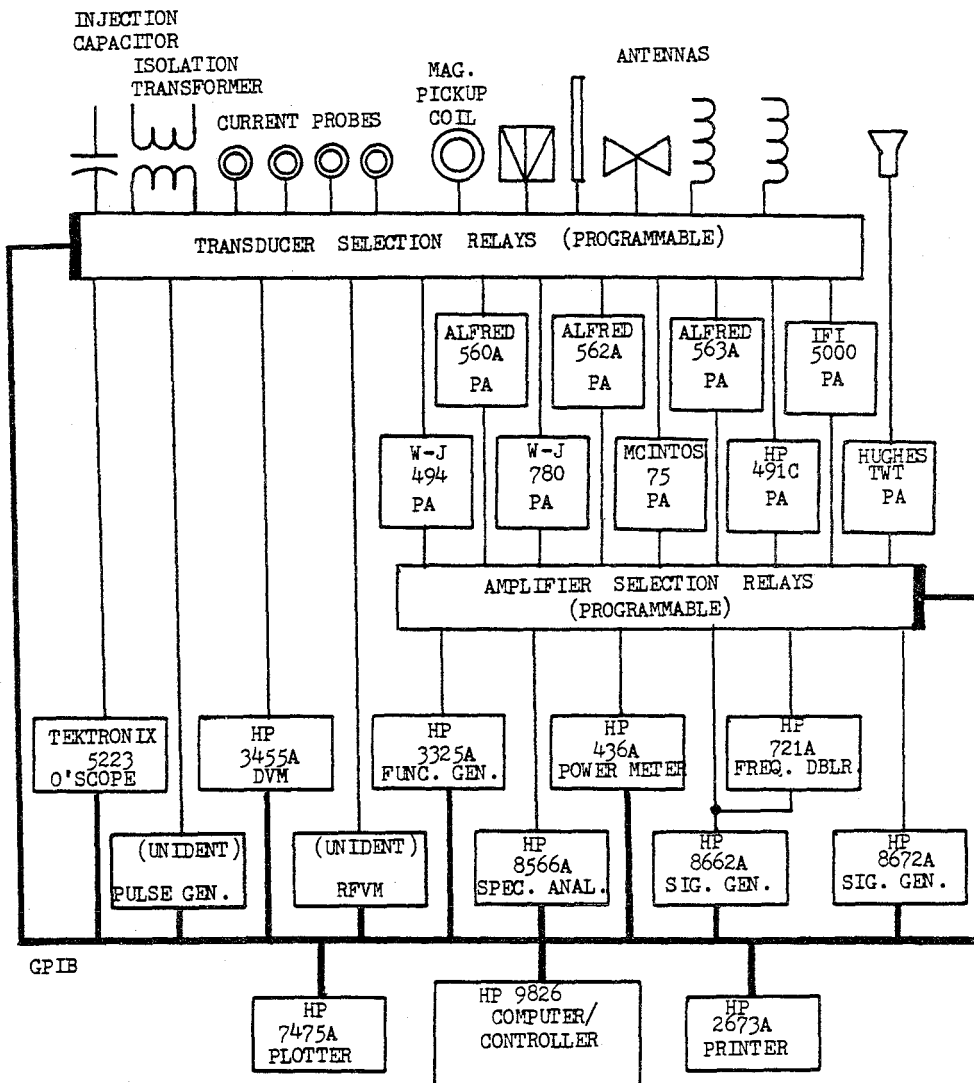 INJECTION
CAPACITOR
ISOLATION
TRANSFORMER
CURRENT PROBES
MAG.
PICKUP
COIL
ANTENNAS
TRANSDUCER SELECTION RELAYS (PROGRAMMABLE)
ALFRED
560A
PA
ALFRED
562A
PA
ALFRED
563A
PA
IFI
5000
PA
W-J
494
PA
W-J
780
PA
MCINTOS
75
PA
HP
491C
PA
HUGHES
TWT
PA
AMPLIFIER SELECTION RELAYS
(PROGRAMMABLE)
TEKTRONIX
5223
O'SCOPE
HP
3455A
DVM
HP
3325A
FUNC. GEN.
HP
436A
POWER METER
HP
721A
FREQ. DBLR.
(UNIDENT)
PULSE GEN.
(UNIDENT)
RFVM
HP
8566A
SPEC. ANAL.
HP
8662A
SIG. GEN.
HP
8672A
SIG. GEN.
GPIB
HP
7475A
PLOTTER
HP 9826
COMPUTER/
CONTROLLER
HP
2673A
PRINTER